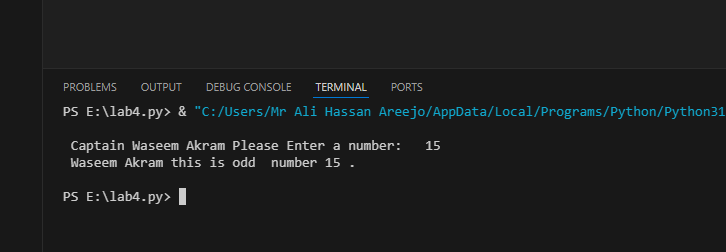 PROBLEMS OUTPUT DEBUG CONSOLE TERMINAL PORTS
PS E:\lab4.py> & "C:/Users/Mr Ali Hassan Areejo/AppData/Local/Programs/Python/Python31
Captain Waseem Akram Please Enter a number:   15
Waseem Akram this is odd  number 15 .
PS E:\lab4.py>